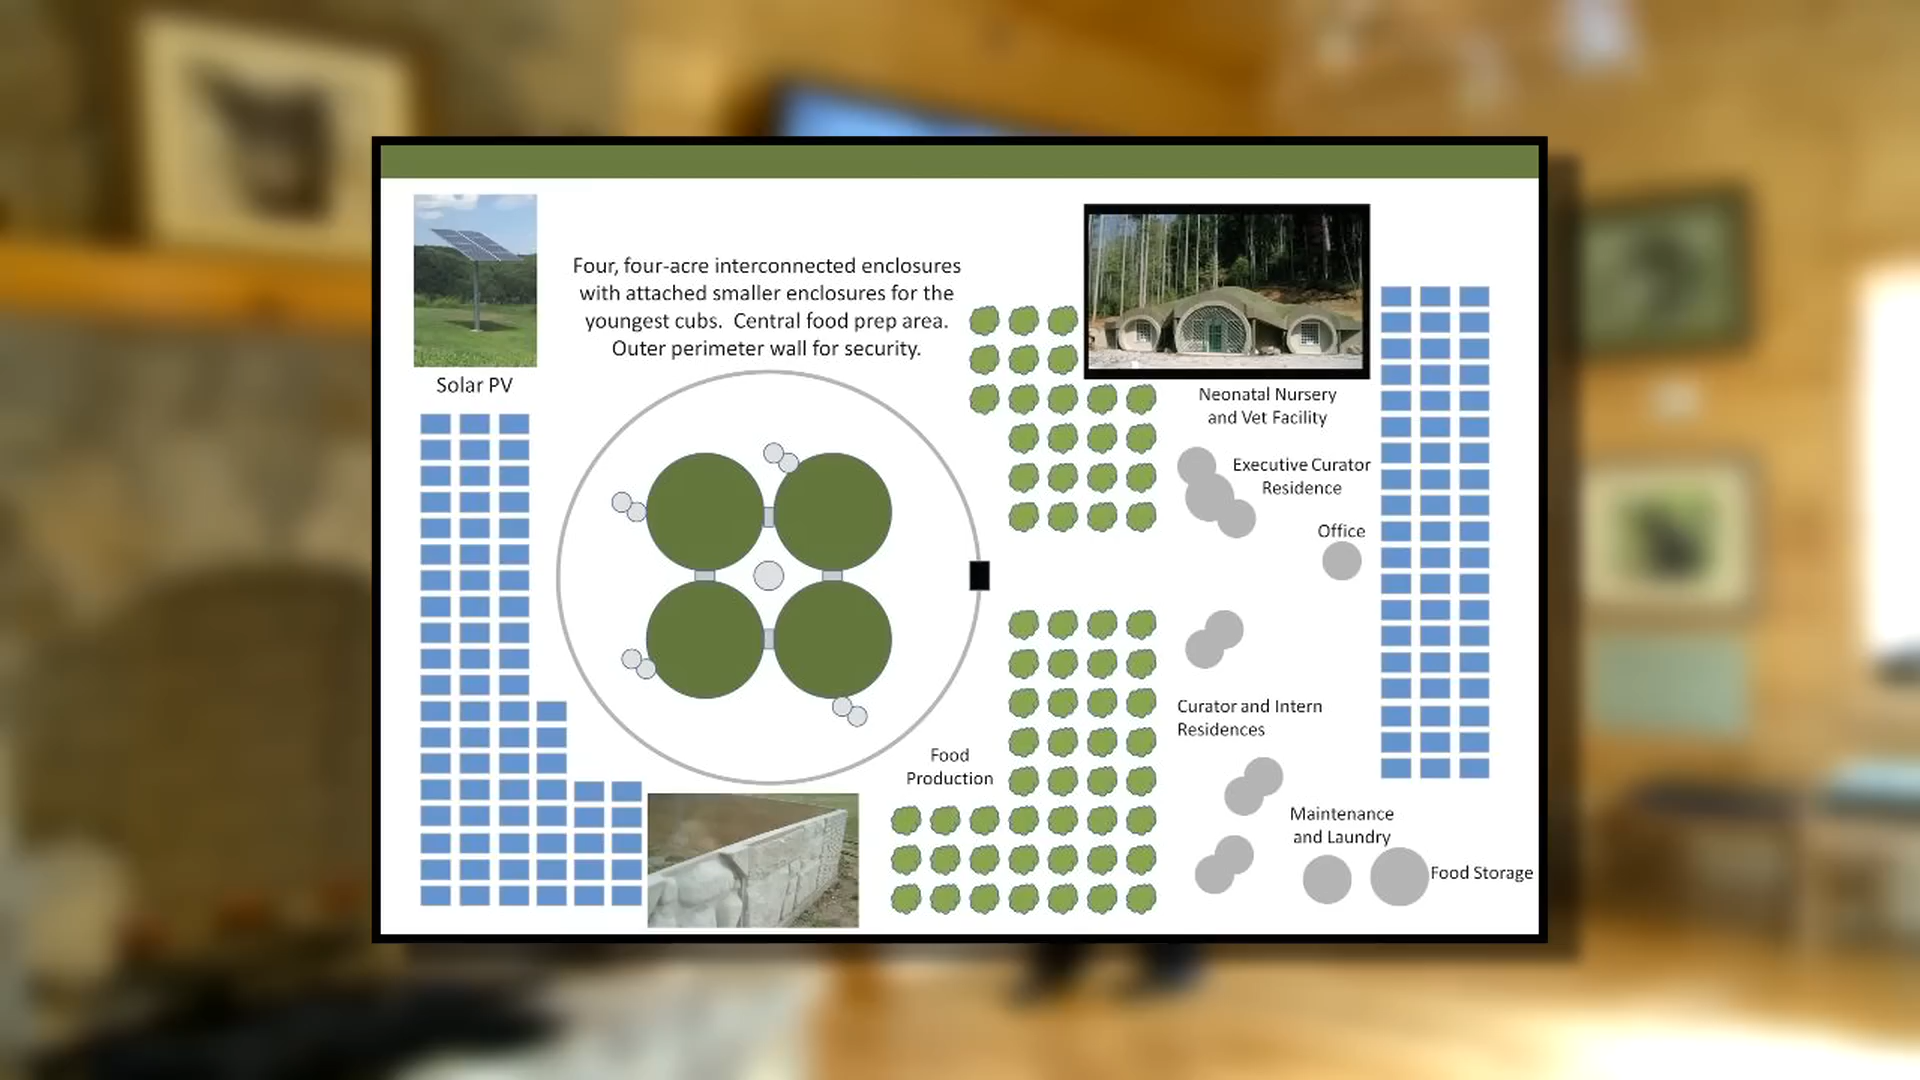 Four, four-acre interconnected enclosures
with attached smaller enclosures for the
youngest cubs. Central food prep area.
Outer perimeter wall for security.
Solar PV
Neonatal Nursery
and Vet Facility
Executive Curator
Residence
Office
Curator and Intern
Residences
Food
Production
Maintenance
and Laundry
Food Storage